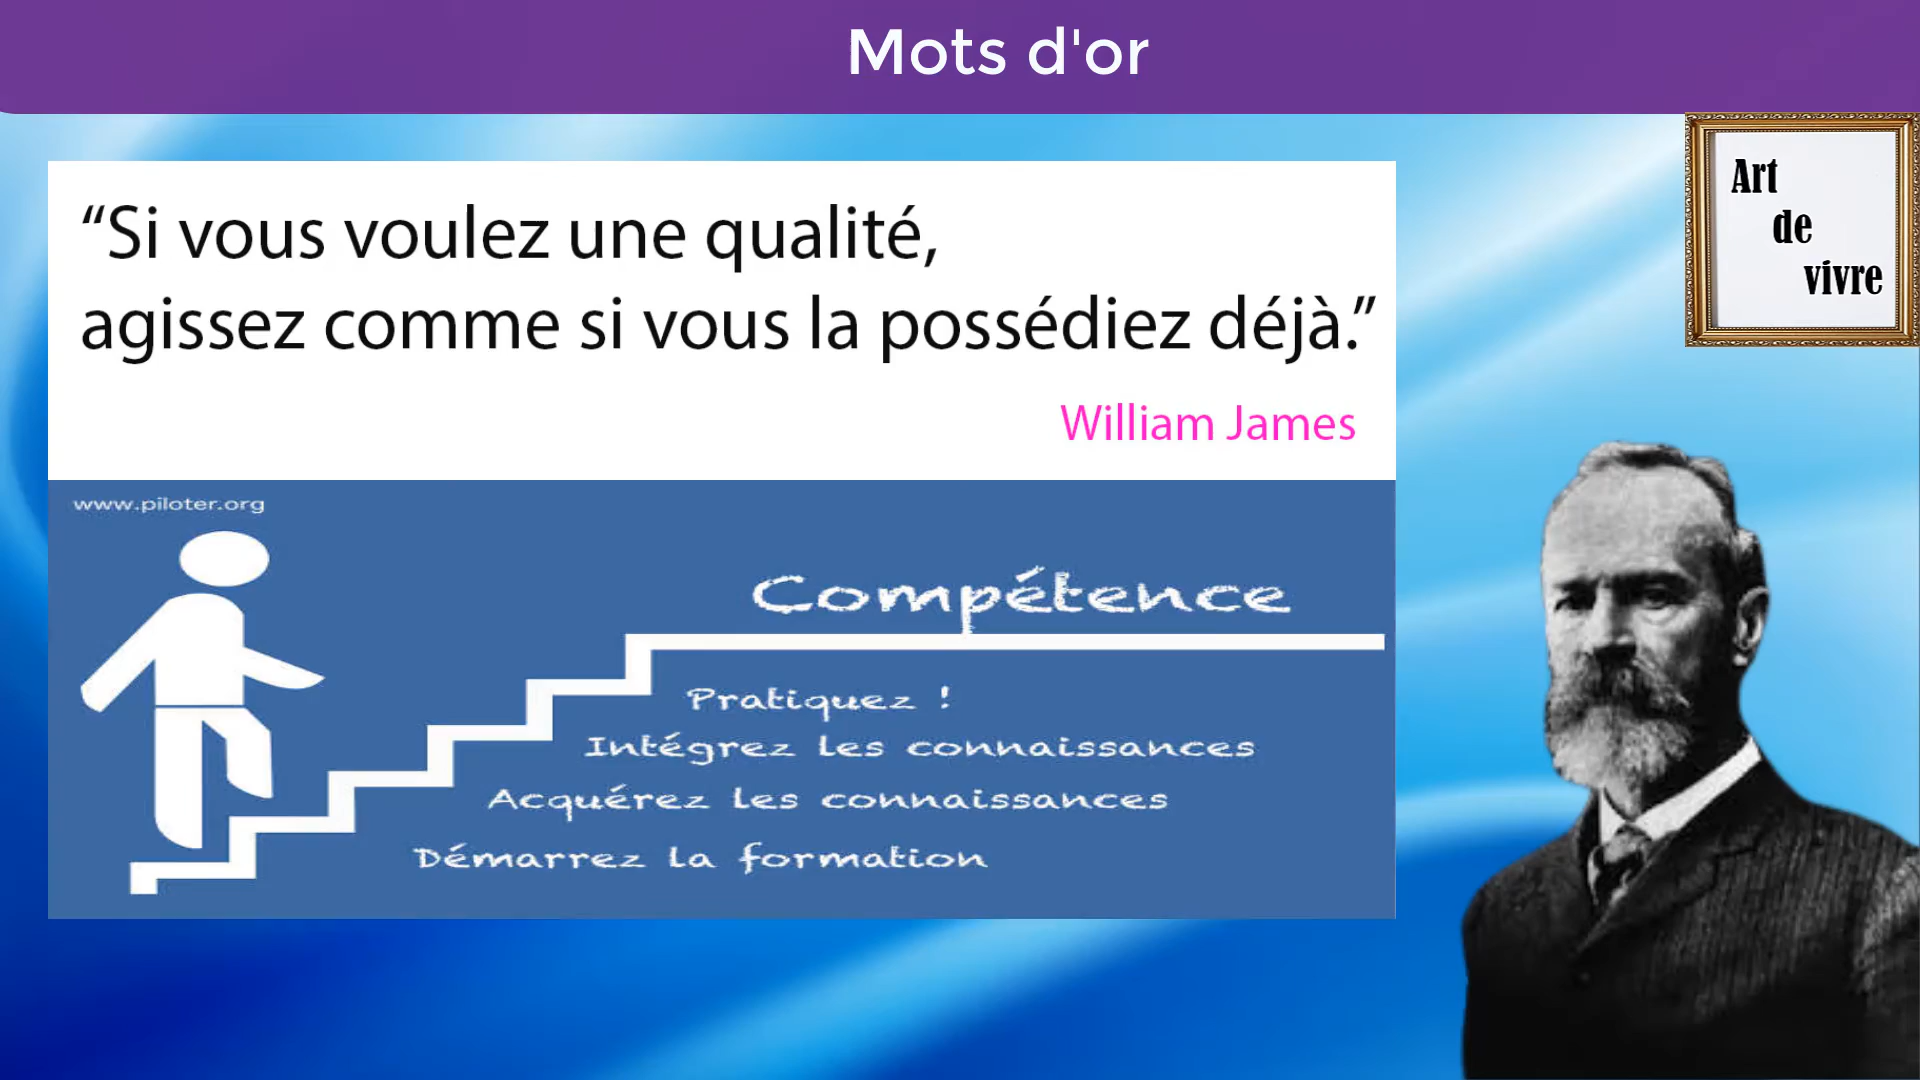 Mots d'or
Art
de
vivre
“Si vous voulez une qualité,
agissez comme si vous la possédiez déjà.”
William James
www.piloter.org
Compétence
Pratiquez !
Intégrez les connaissances
Acquérez les connaissances
Démarrez la formation